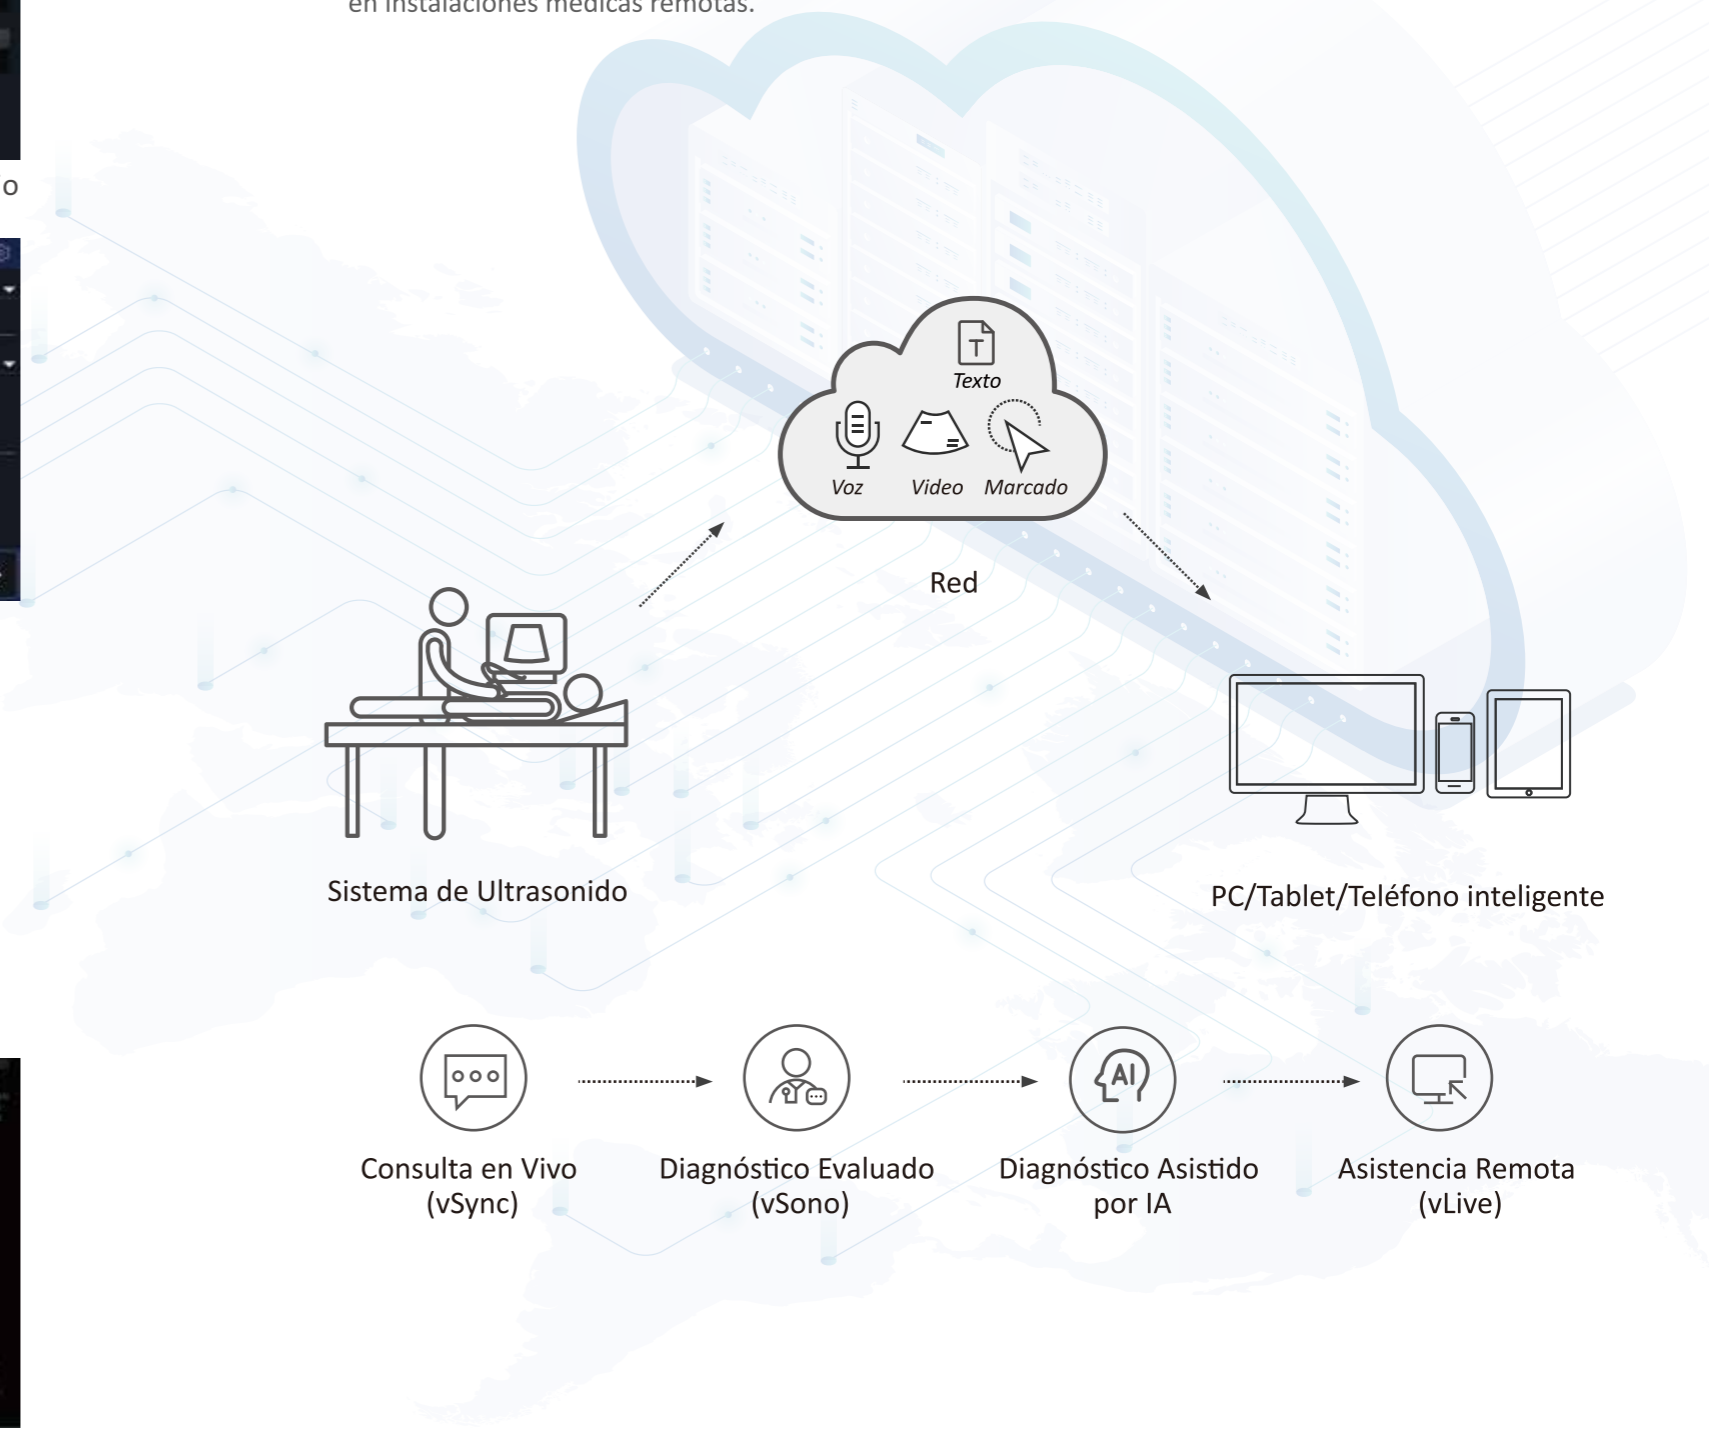 en instalaciones médicas remotas.
o
T
Texto
Voz
Video
Marcado
Red
Sistema de Ultrasonido
PC/Tablet/Teléfono inteligente
AI
Consulta en Vivo
(vSync)
Diagnóstico Evaluado
(vSono)
Diagnóstico Asistido
por IA
Asistencia Remota
(vLive)